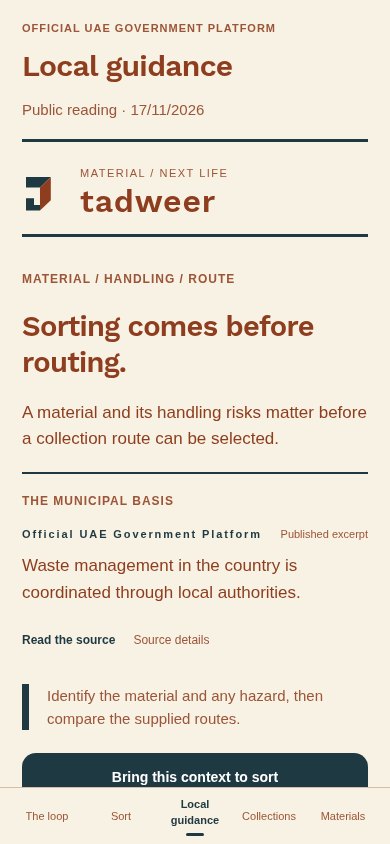 OFFICIAL UAE GOVERNMENT PLATFORM
Local guidance
Public reading · 17/11/2026
MATERIAL / NEXT LIFE
tadweer
MATERIAL / HANDLING / ROUTE
Sorting comes before
routing.
A material and its handling risks matter before
a collection route can be selected.
THE MUNICIPAL BASIS
Official UAE Government Platform Published excerpt
Waste management in the country is
coordinated through local authorities.
Read the source Source details
Identify the material and any hazard, then
compare the supplied routes.
Bring this context to sort
The loop Sort Local guidance Collections Materials